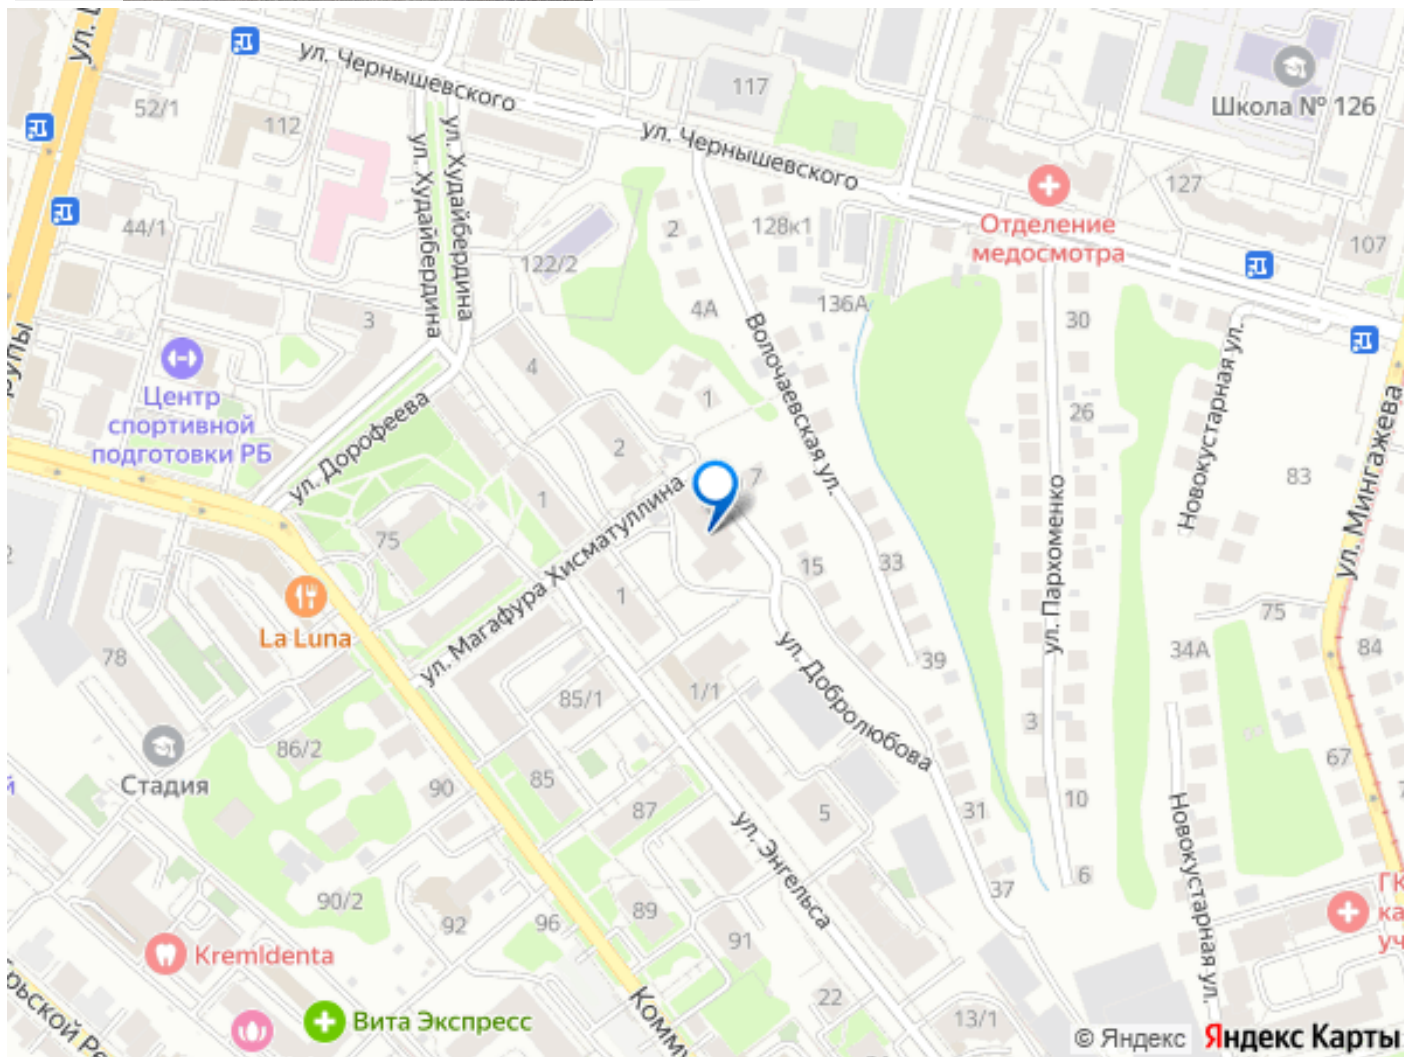 ул. Чернышевского
52/1
112
117
Школа № 126
ул. Чернышевского
ул. Худайбердина
ул. Худайбердина
127
Отделение
медосмотра
107
44/1
2
128к1
122/2
4А
136А
3
30
4
Центр
спортивной
подготовки РБ
ул. Дорофеева
1
2
Волочаевская ул.
26
Новокустарная ул.
83
ул. Мингажева
7
1
75
ул. Магафура Хисматуллина
15
33
ул. Пархоменко
La Luna
1
78
39
75
34А
84
ул. Добролюбова
85/1
1/1
86/2
3
67
Стадия
90
85
87
5
31
10
ул. Энгельса
Новокустарная ул.
6
37
90/2
92
96
89
91
KremIdenta
22
Вита Экспресс
13/1
© Яндекс Яндекс Карты